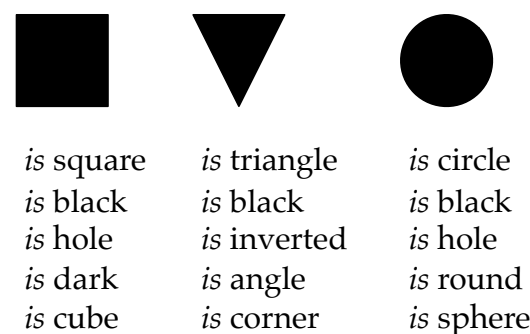 is square is triangle is circle
is black is black is black
is hole is inverted is hole
is dark is angle is round
is cube is corner is sphere